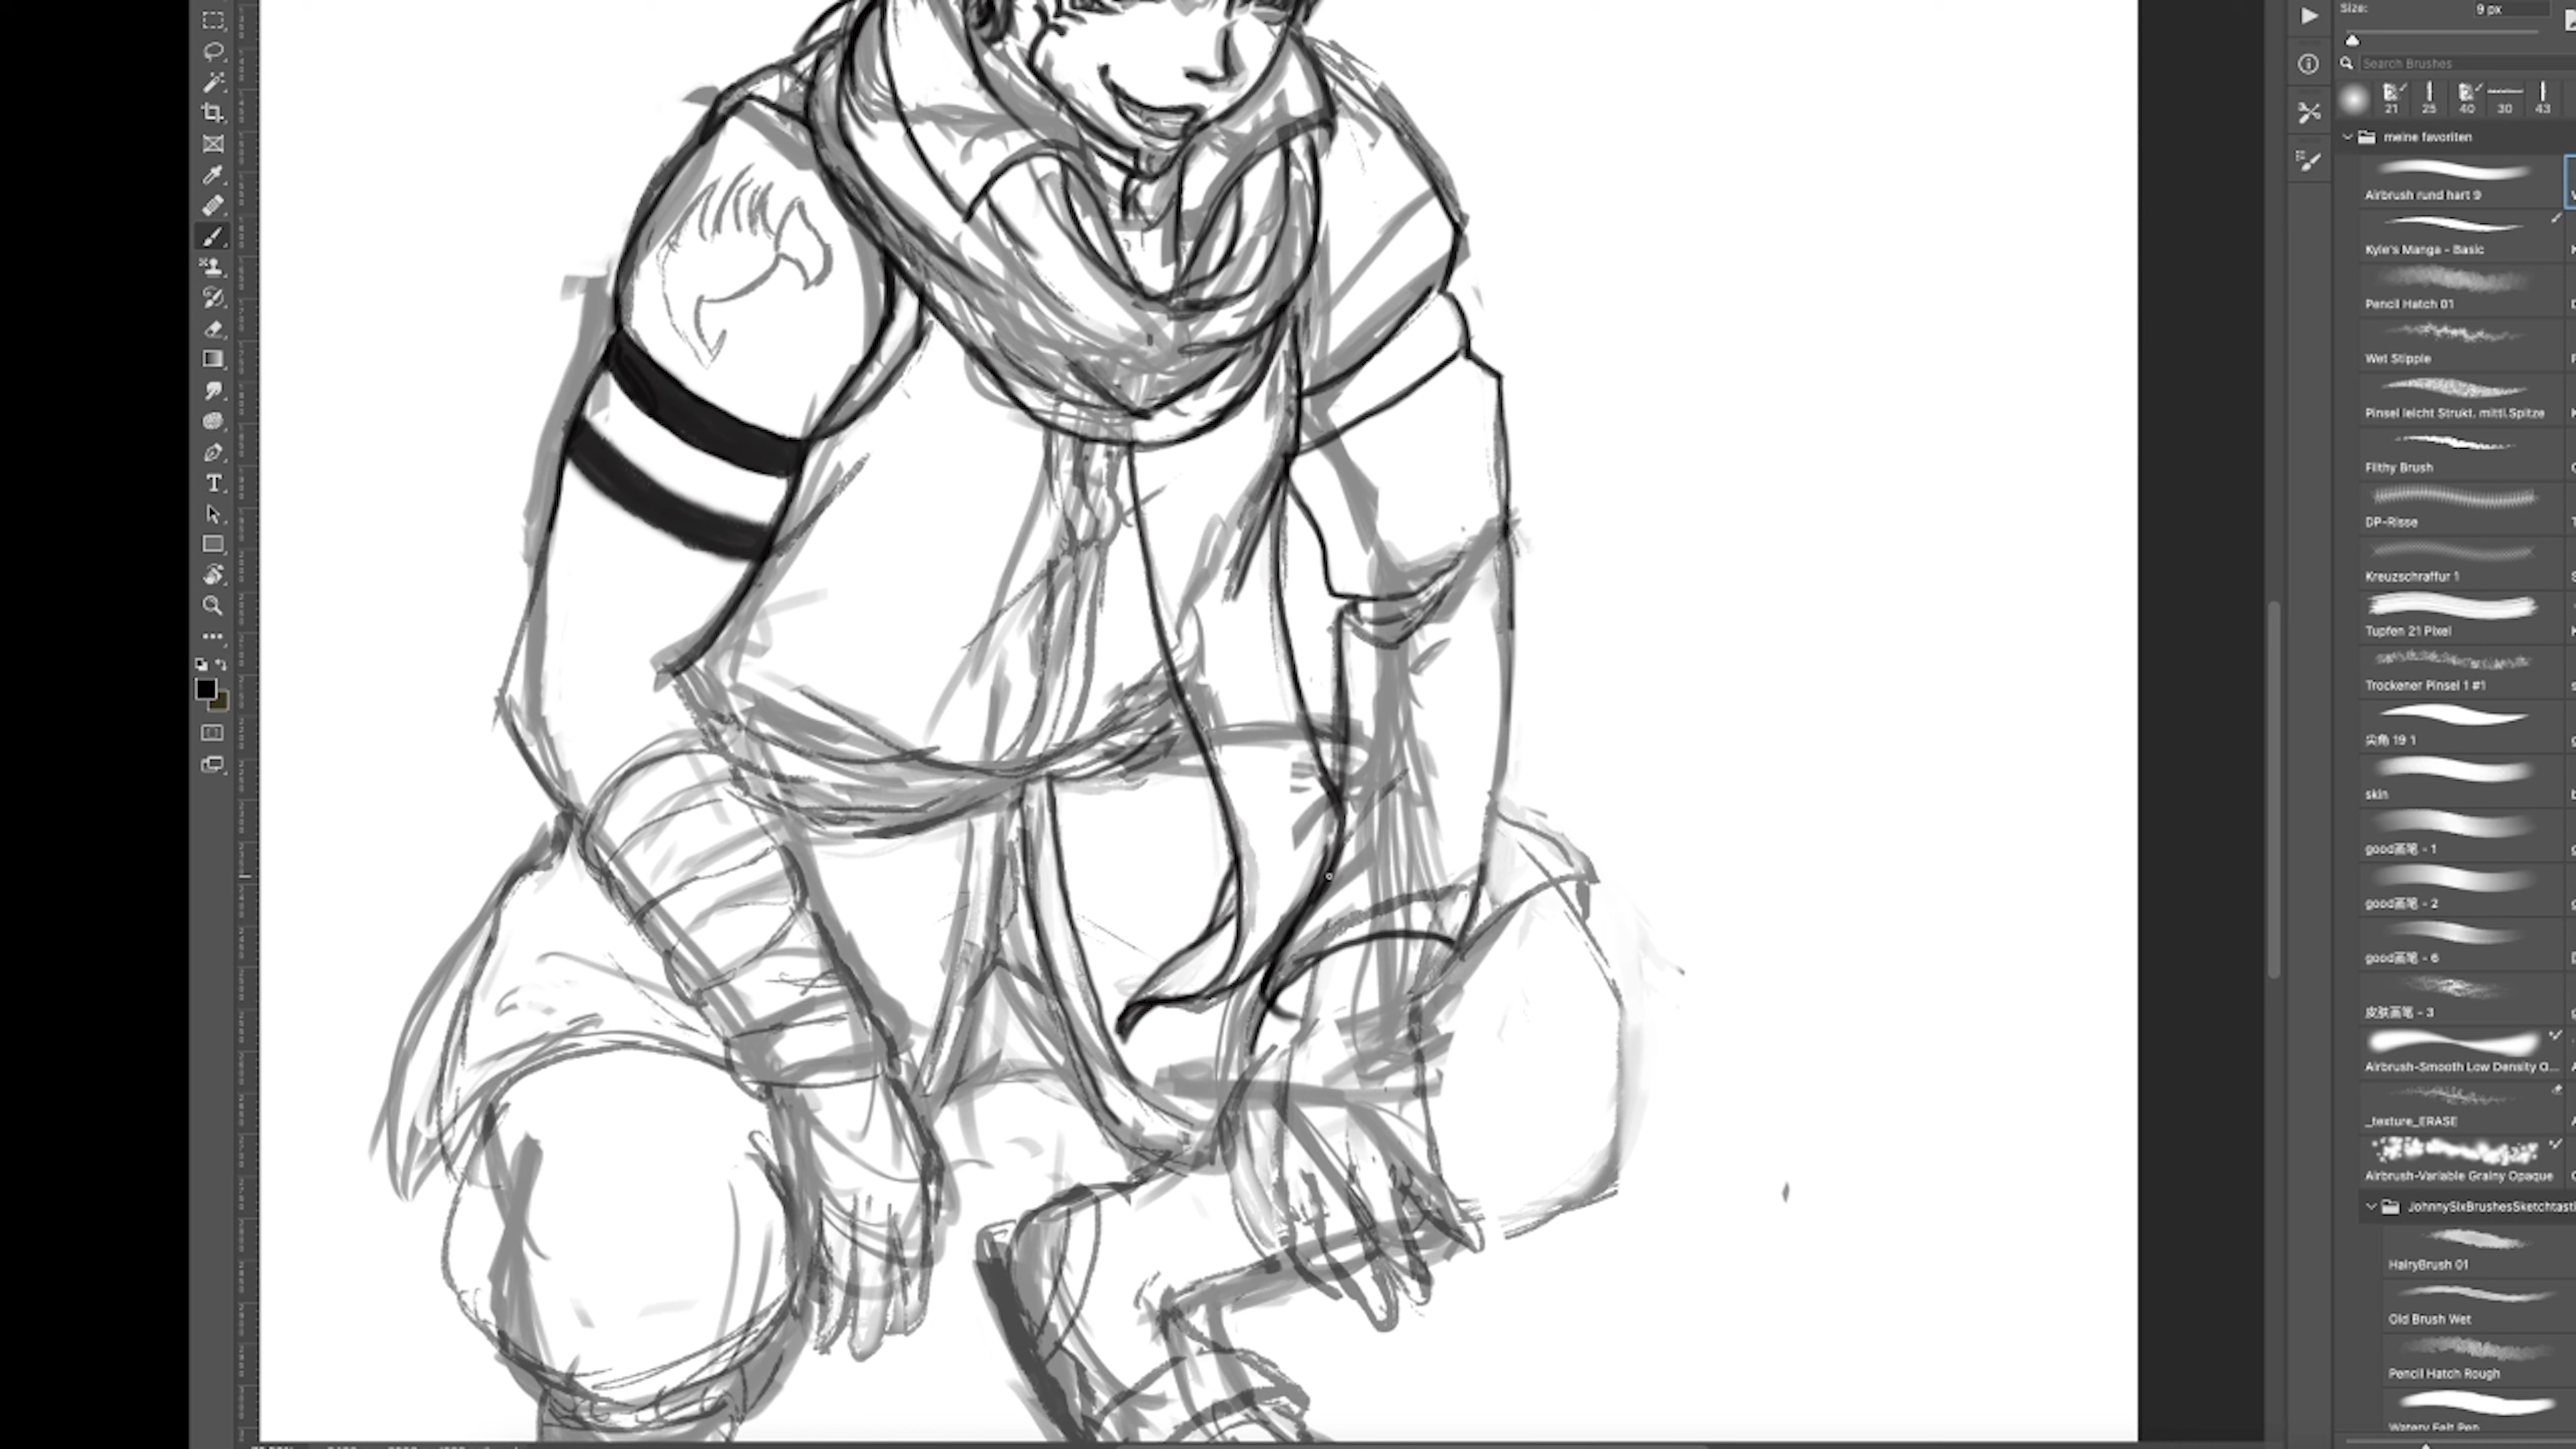 Size:
9 px
Search Brushes
21 25 40 30 43
meine favoriten
Airbrush rund hart 9
Kyle's Manga - Basic
Pencil Hatch 01
Wet Stipple
Pinsel leicht Strukt. mittl.Spitze
Filthy Brush
DP-Risse
Kreuzschraffur 1
Tupfen 21 Pixel
Trockener Pinsel 1 #1
尖角 19 1
skin
good画笔 - 1
good画笔 - 2
good画笔 - 6
皮肤画笔 - 3
Airbrush-Smooth Low Density O...
_texture_ERASE
Airbrush-Variable Grainy Opaque
JohnnySixBrushesSketchtasti
HairyBrush 01
Old Brush Wet
Pencil Hatch Rough
Watery Felt Pen